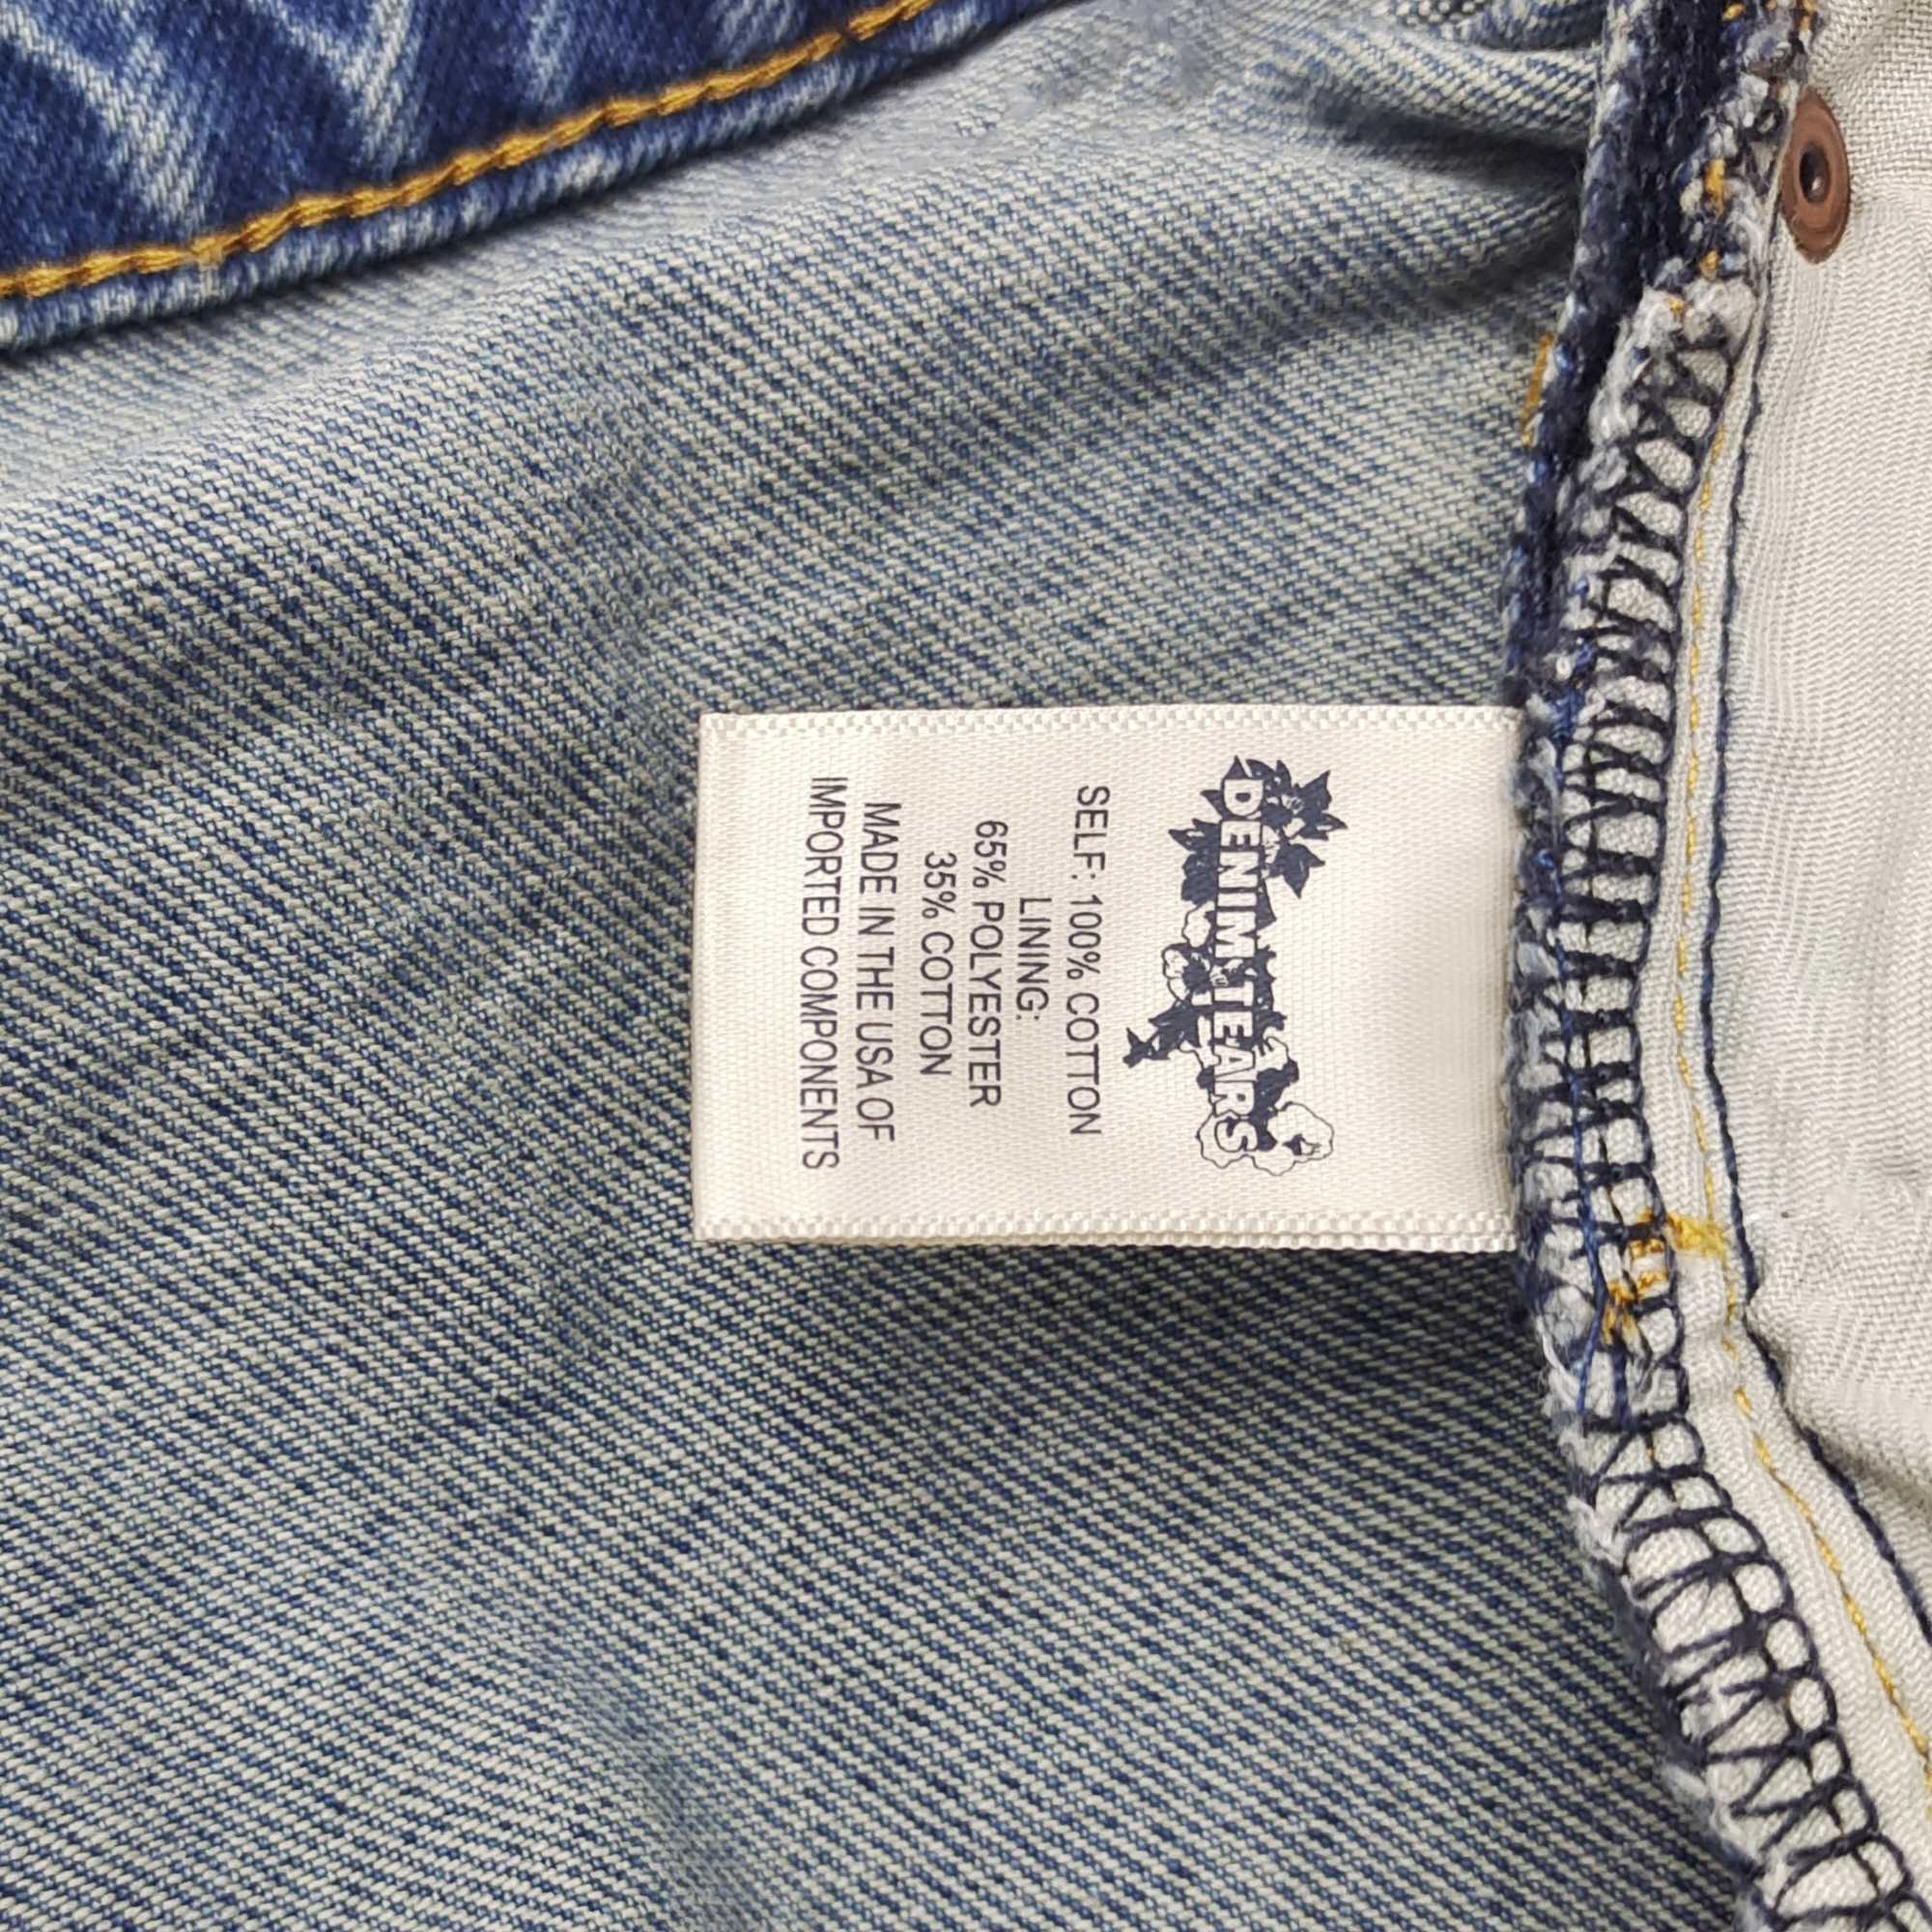 DENIM TEARS
SELF: 100% COTTON
LINING:
65% POLYESTER
35% COTTON
MADE IN THE USA OF
IMPORTED COMPONENTS